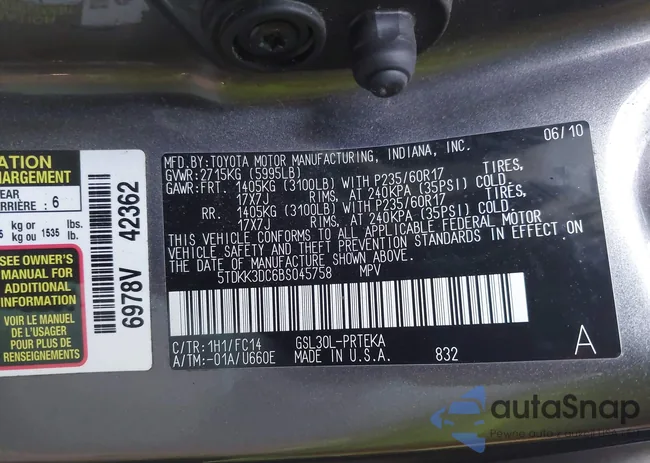 ATION
CHARGEMENT
EAR
ARRIÈRE : 6
kg or lbs.
kg ou 1535 lb.
SEE OWNER'S
MANUAL FOR
ADDITIONAL
INFORMATION
VOIR LE MANUEL
DE L'USAGER
POUR PLUS DE
RENSEIGNEMENTS
6978V 42362
MFD.BY:TOYOTA MOTOR MANUFACTURING, INDIANA, INC. 06/10
GVWR:2715KG (5995LB)
GAWR:FRT. 1405KG (3100LB) WITH P235/60R17 TIRES,
17X7J RIMS, AT 240KPA (35PSI) COLD.
RR. 1405KG (3100LB) WITH P235/60R17 TIRES,
17X7J RIMS, AT 240KPA (35PSI) COLD.
THIS VEHICLE CONFORMS TO ALL APPLICABLE FEDERAL MOTOR
VEHICLE SAFETY AND THEFT PREVENTION STANDARDS IN EFFECT ON
THE DATE OF MANUFACTURE SHOWN ABOVE.
5TDKK3DC6BS045758 MPV
C/TR:1H1/FC14 GSL30L-PRTEKA
A/TM:-01A/U660E MADE IN U.S.A. 832 A
autoSnap
Pewne auto z